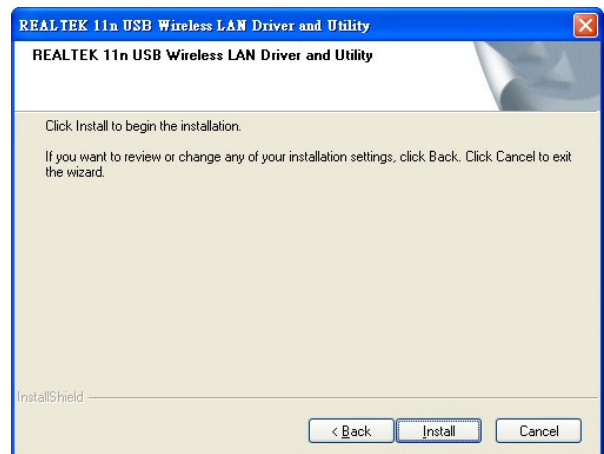 REALTEK 11n USB Wireless LAN Driver and Utility
REALTEK 11n USB Wireless LAN Driver and Utility
Click Install to begin the installation.
If you want to review or change any of your installation settings, click Back. Click Cancel to exit
the wizard.
InstallShield
< Back
Install
Cancel